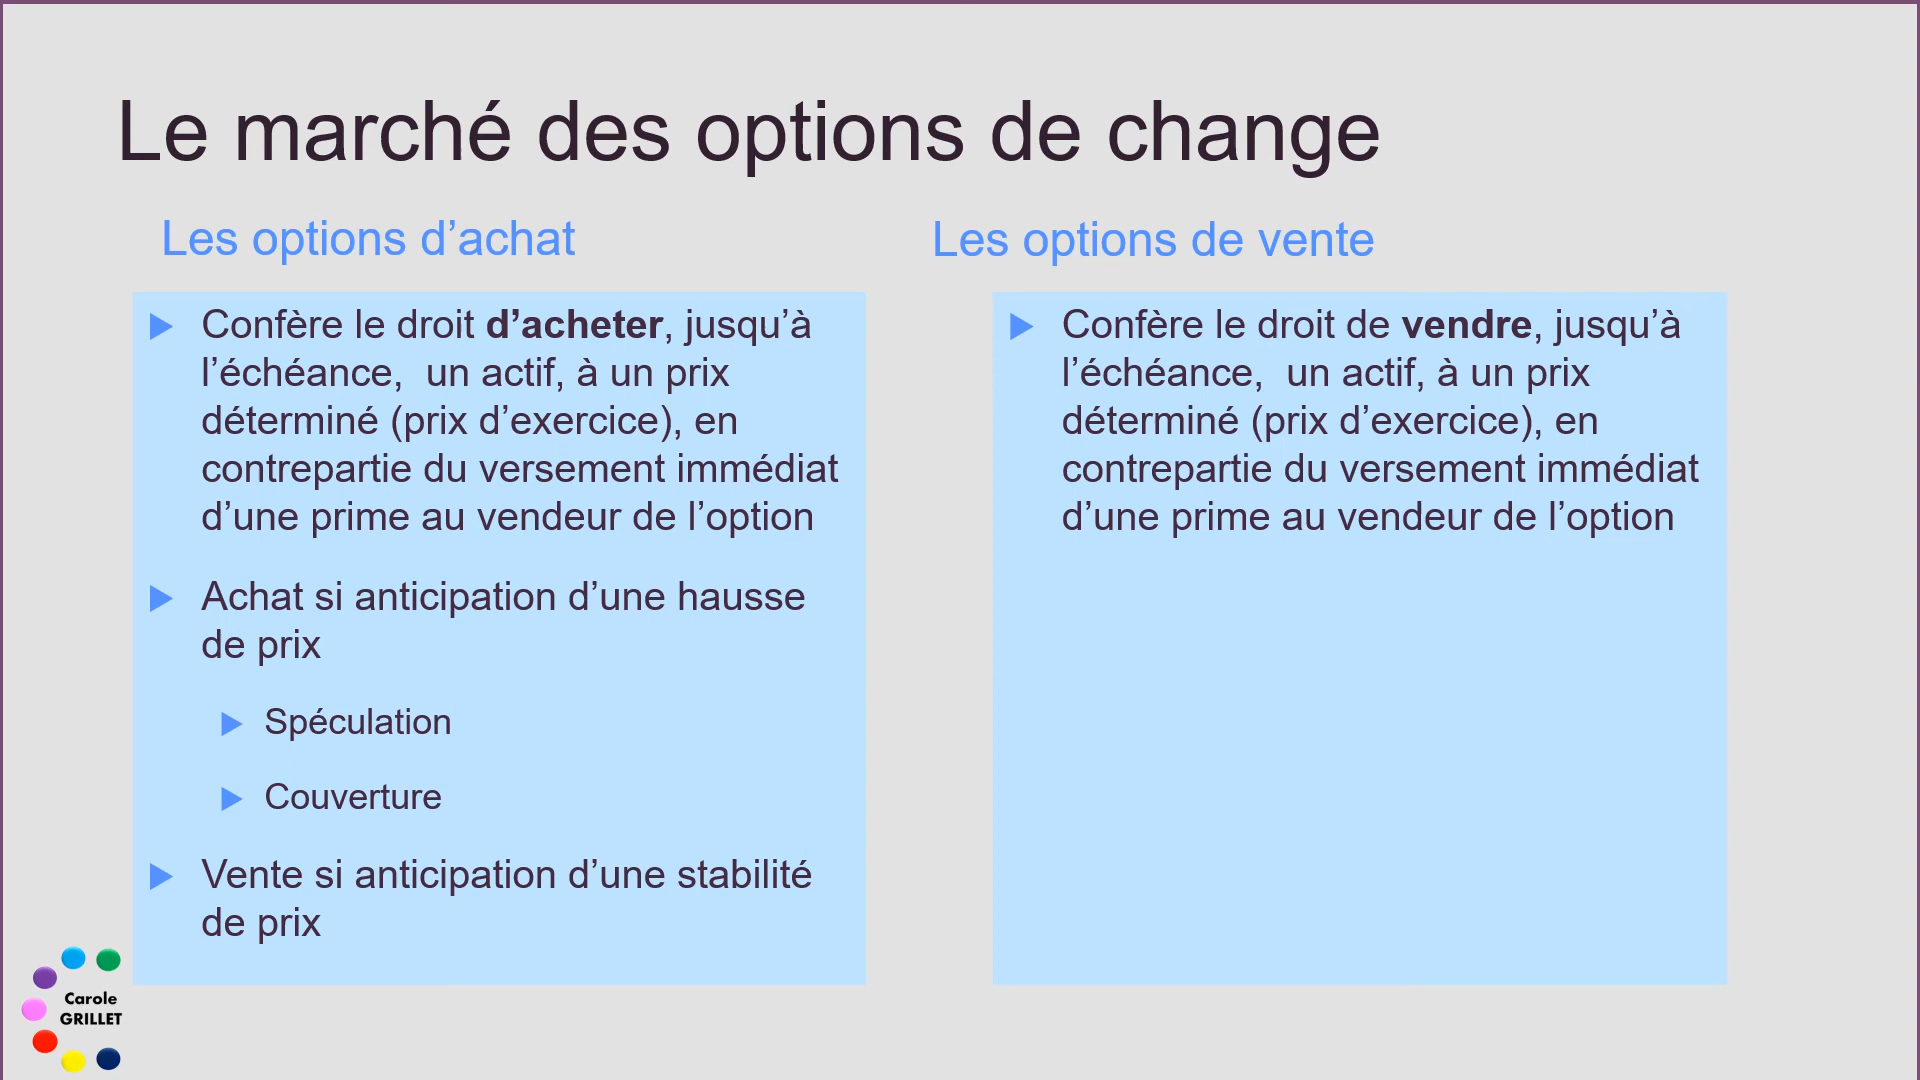 Le marché des options de change
Les options d’achat
Confère le droit d’acheter, jusqu’à
l’échéance,  un actif, à un prix
déterminé (prix d’exercice), en
contrepartie du versement immédiat
d’une prime au vendeur de l’option
Achat si anticipation d’une hausse
de prix
Spéculation
Couverture
Vente si anticipation d’une stabilité
de prix
Les options de vente
Confère le droit de vendre, jusqu’à
l’échéance,  un actif, à un prix
déterminé (prix d’exercice), en
contrepartie du versement immédiat
d’une prime au vendeur de l’option
Carole
GRILLET